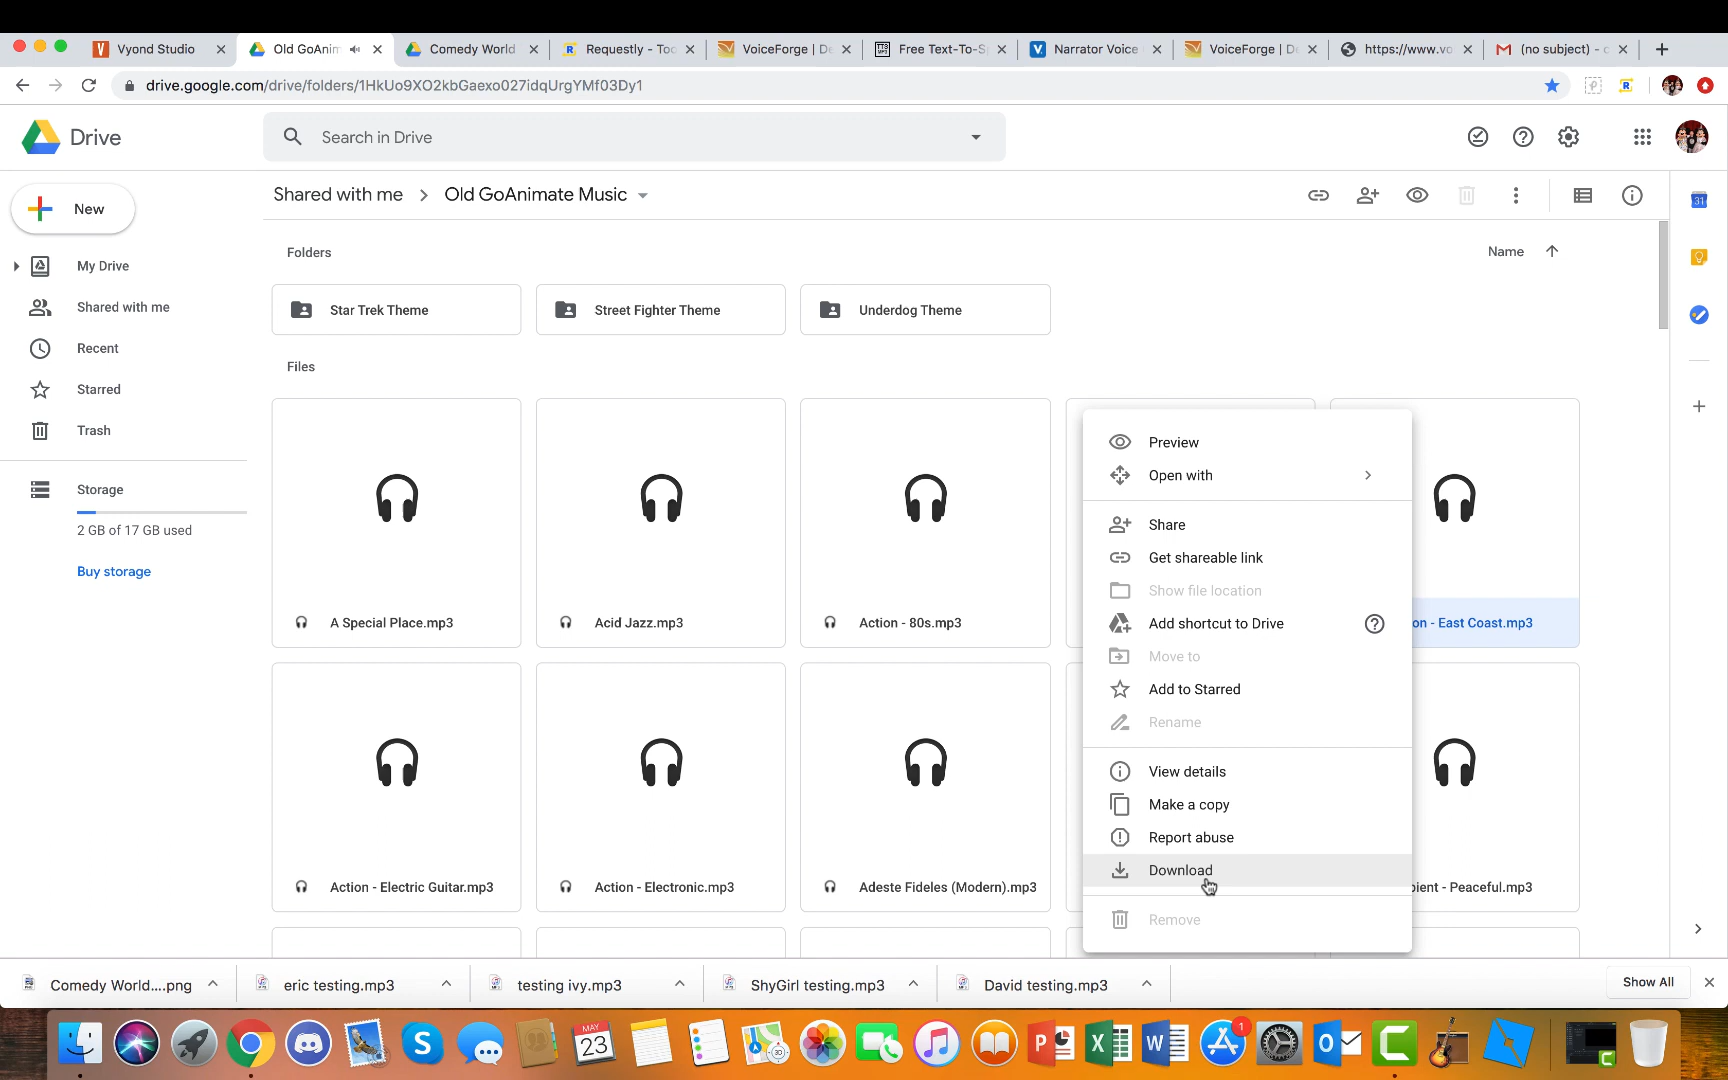 Vyond Studio
Old GoAnim
Comedy World
Requestly - Too
VoiceForge | De
Free Text-To-S
Narrator Voice
VoiceForge | De
https://www.vo
(no subject) - c
drive.google.com/drive/folders/1HkUo9XO2kbGaexo027idqUrgYMf03Dy1
Drive
Search in Drive
New
Shared with me > Old GoAnimate Music
My Drive
Shared with me
Recent
Starred
Trash
Storage
2 GB of 17 GB used
Buy storage
Folders
Name
Star Trek Theme
Street Fighter Theme
Underdog Theme
Files
A Special Place.mp3
Acid Jazz.mp3
Action - 80s.mp3
on - East Coast.mp3
Action - Electric Guitar.mp3
Action - Electronic.mp3
Adeste Fideles (Modern).mp3
bient - Peaceful.mp3
Preview
Open with
Share
Get shareable link
Show file location
Add shortcut to Drive
Move to
Add to Starred
Rename
View details
Make a copy
Report abuse
Download
Remove
31
Comedy World....png
eric testing.mp3
testing ivy.mp3
ShyGirl testing.mp3
David testing.mp3
Show All
MAY
23
1